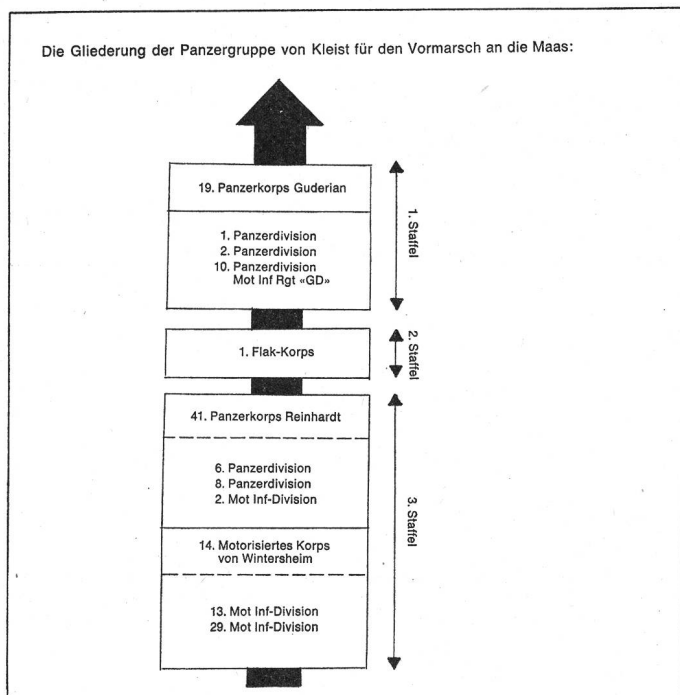 Die Gliederung der Panzergruppe von Kleist für den Vormarsch an die Maas:
19. Panzerkorps Guderian
1. Panzerdivision
2. Panzerdivision
10. Panzerdivision
Mot Inf Rgt «GD»
1. Staffel
1. Flak-Korps
2. Staffel
41. Panzerkorps Reinhardt
6. Panzerdivision
8. Panzerdivision
2. Mot Inf-Division
14. Motorisiertes Korps
von Wintersheim
13. Mot Inf-Division
29. Mot Inf-Division
3. Staffel